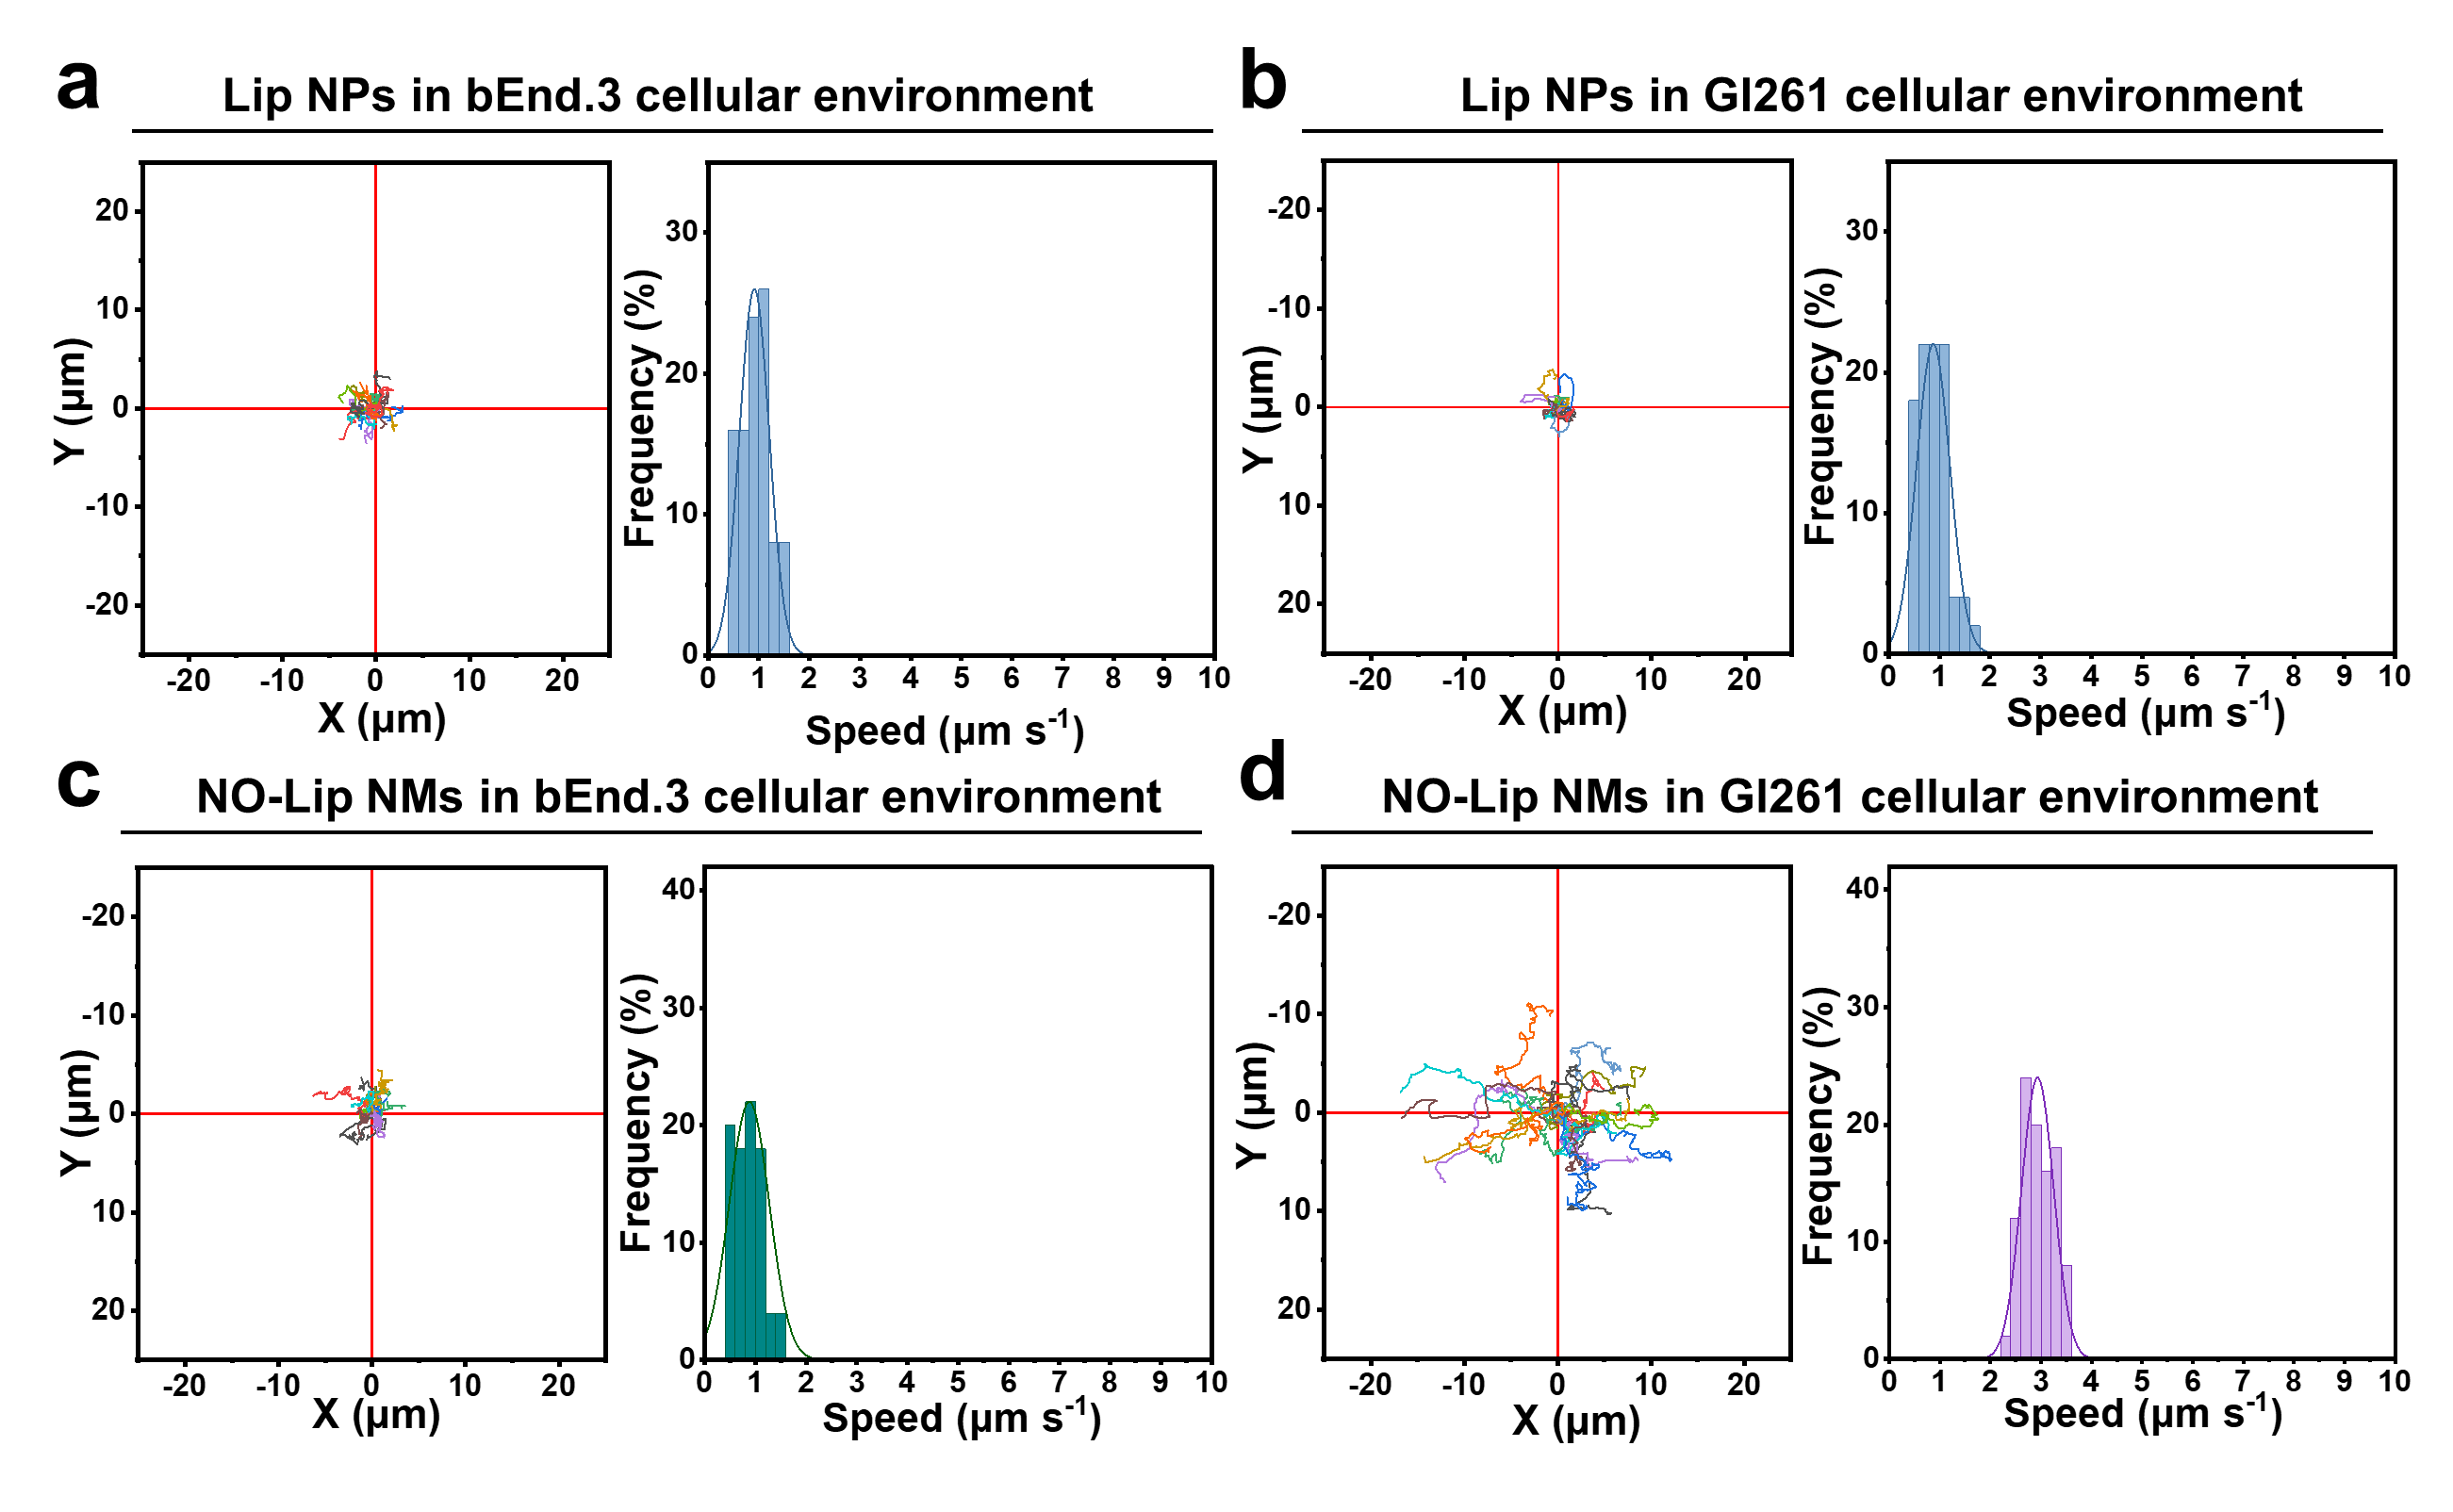 a
Lip NPs in bEnd.3 cellular environment
20
10
0
-10
-20
Y (μm)
-20 -10 0 10 20
X (μm)
30
20
10
0
Frequency (%)
0 1 2 3 4 5 6 7 8 9 10
Speed (μm s-1)
b
Lip NPs in Gl261 cellular environment
-20
-10
0
10
20
Y (μm)
-20 -10 0 10 20
X (μm)
30
20
10
0
Frequency (%)
0 1 2 3 4 5 6 7 8 9 10
Speed (μm s-1)
c
NO-Lip NMs in bEnd.3 cellular environment
-20
-10
0
10
20
Y (μm)
-20 -10 0 10 20
X (μm)
40
30
20
10
0
Frequency (%)
0 1 2 3 4 5 6 7 8 9 10
Speed (μm s-1)
d
NO-Lip NMs in Gl261 cellular environment
-20
-10
0
10
20
Y (μm)
-20 -10 0 10 20
X (μm)
40
30
20
10
0
Frequency (%)
0 1 2 3 4 5 6 7 8 9 10
Speed (μm s-1)